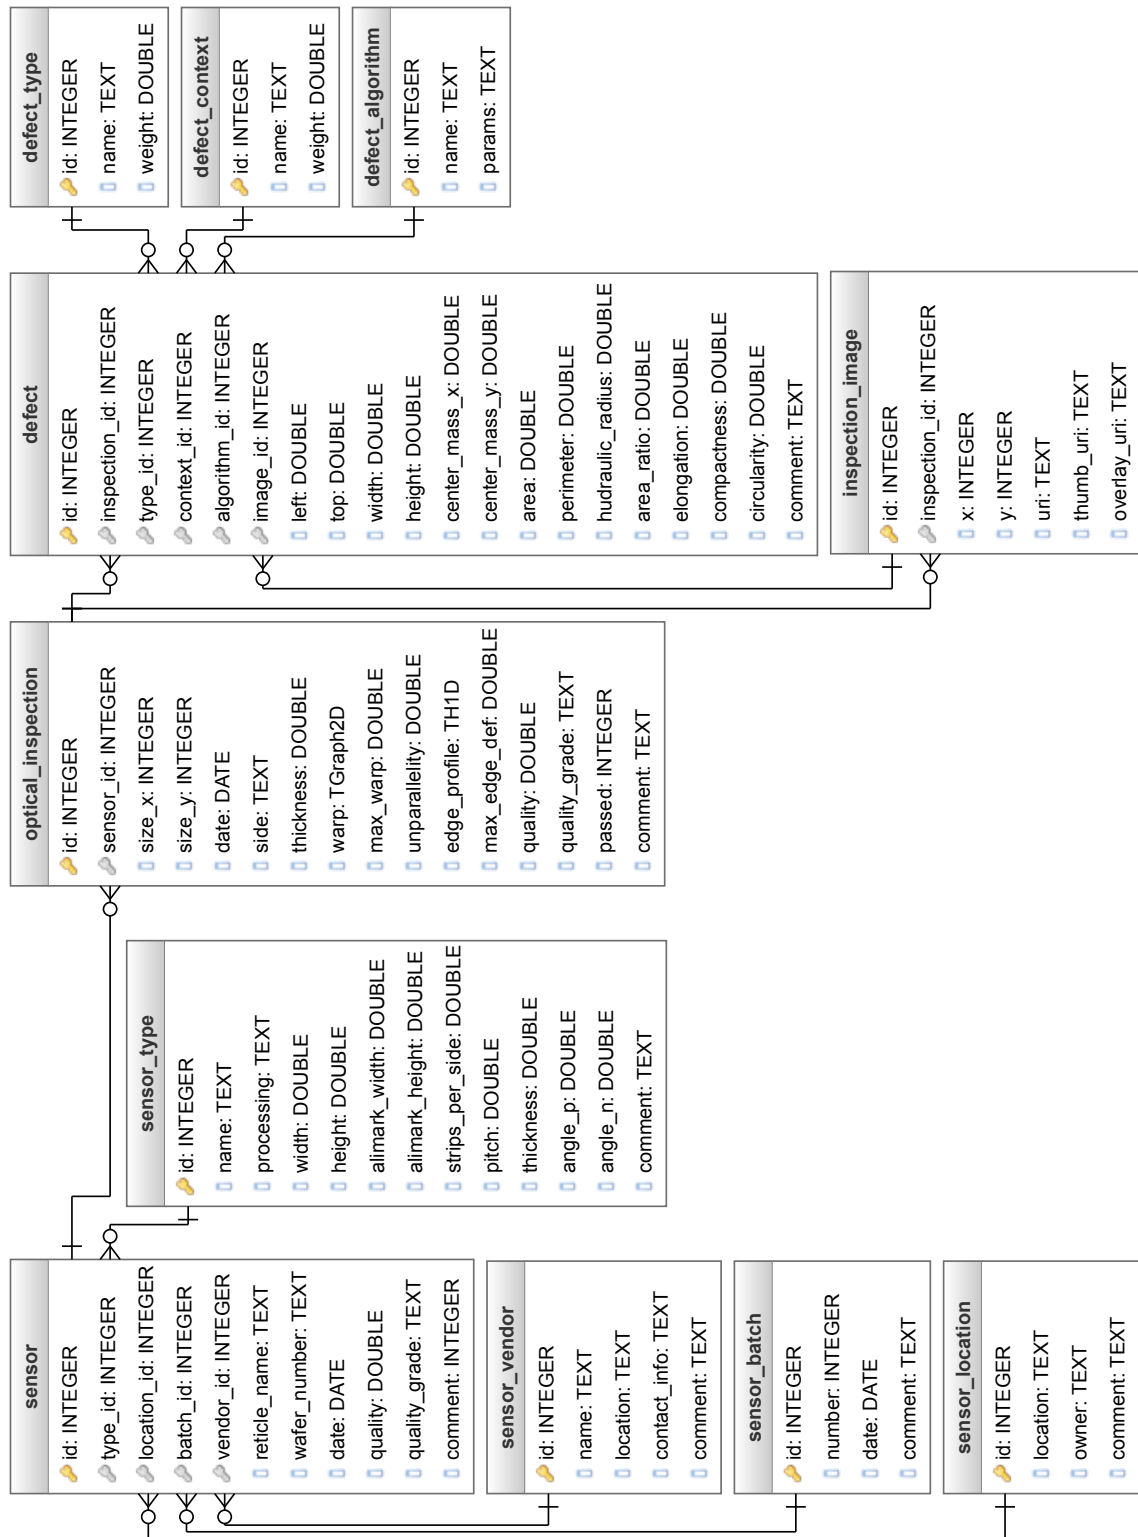 sensor
id: INTEGER
type_id: INTEGER
location_id: INTEGER
batch_id: INTEGER
vendor_id: INTEGER
reticle_name: TEXT
wafer_number: TEXT
date: DATE
quality: DOUBLE
quality_grade: TEXT
comment: INTEGER
sensor_vendor
id: INTEGER
name: TEXT
location: TEXT
contact_info: TEXT
comment: TEXT
sensor_batch
id: INTEGER
number: INTEGER
date: DATE
comment: TEXT
sensor_location
id: INTEGER
location: TEXT
owner: TEXT
comment: TEXT
sensor_type
id: INTEGER
name: TEXT
processing: TEXT
width: DOUBLE
height: DOUBLE
alimark_width: DOUBLE
alimark_height: DOUBLE
strips_per_side: DOUBLE
pitch: DOUBLE
thickness: DOUBLE
angle_p: DOUBLE
angle_n: DOUBLE
comment: TEXT
optical_inspection
id: INTEGER
sensor_id: INTEGER
size_x: INTEGER
size_y: INTEGER
date: DATE
side: TEXT
thickness: DOUBLE
warp: TGraph2D
max_warp: DOUBLE
unparallelity: DOUBLE
edge_profile: TH1D
max_edge_def: DOUBLE
quality: DOUBLE
quality_grade: TEXT
passed: INTEGER
comment: TEXT
defect
id: INTEGER
inspection_id: INTEGER
type_id: INTEGER
context_id: INTEGER
algorithm_id: INTEGER
image_id: INTEGER
left: DOUBLE
top: DOUBLE
width: DOUBLE
height: DOUBLE
center_mass_x: DOUBLE
center_mass_y: DOUBLE
area: DOUBLE
perimeter: DOUBLE
hudraulic_radius: DOUBLE
area_ratio: DOUBLE
elongation: DOUBLE
compactness: DOUBLE
circularity: DOUBLE
comment: TEXT
inspection_image
id: INTEGER
inspection_id: INTEGER
x: INTEGER
y: INTEGER
uri: TEXT
thumb_uri: TEXT
overlay_uri: TEXT
defect_type
id: INTEGER
name: TEXT
weight: DOUBLE
defect_context
id: INTEGER
name: TEXT
weight: DOUBLE
defect_algorithm
id: INTEGER
name: TEXT
params: TEXT